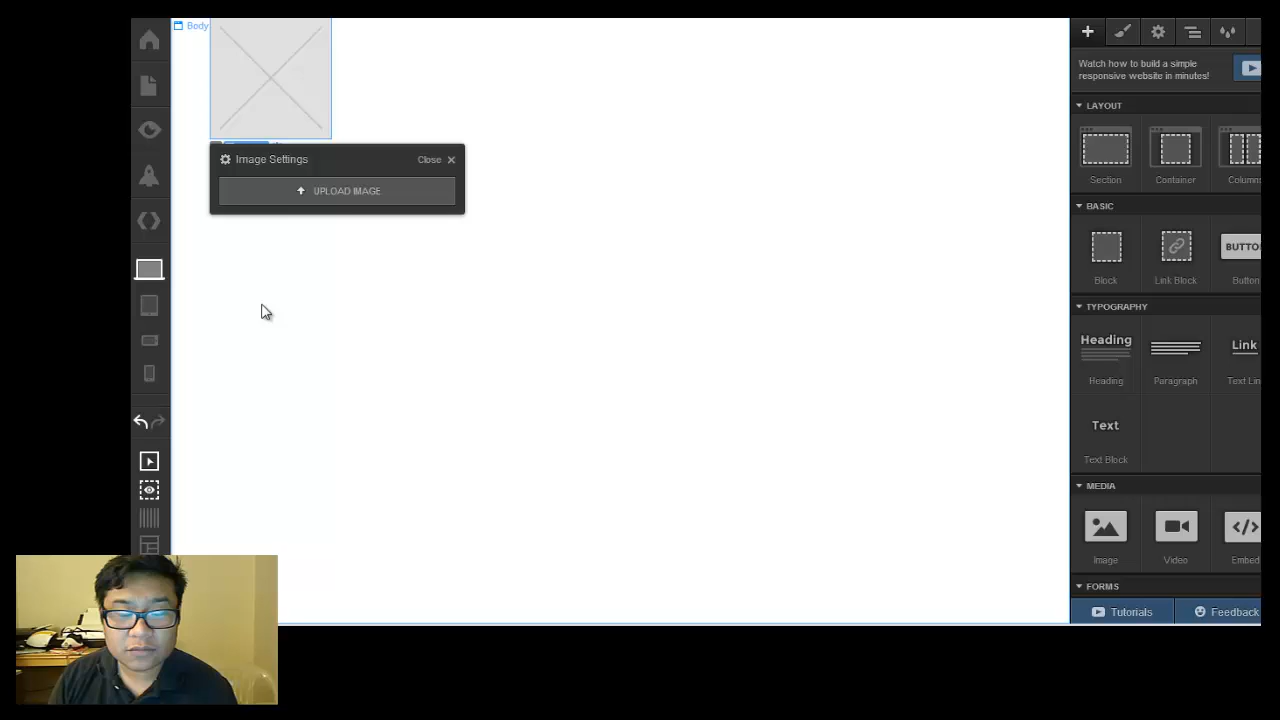 Body
Image Settings
Close
UPLOAD IMAGE
Watch how to build a simple
responsive website in minutes!
LAYOUT
Section
Container
Column
BASIC
BUTTO
Block
Link Block
Button
TYPOGRAPHY
Heading
Link
Heading
Paragraph
Text Lin
Text
Text Block
MEDIA
Image
Video
Embed
FORMS
Tutorials
Feedback